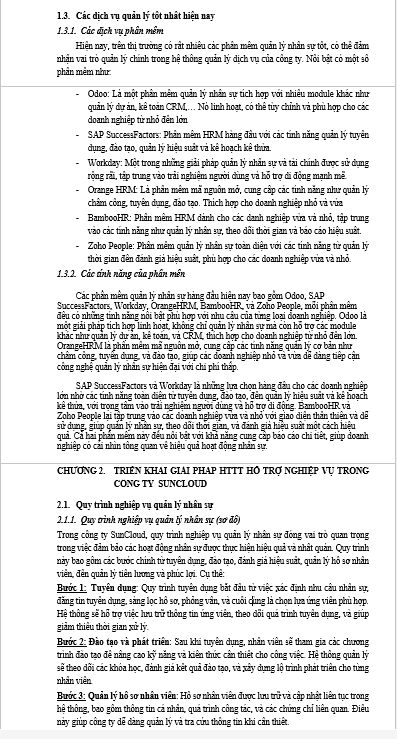 1.3. Các dịch vụ quản lý tốt nhất hiện nay
1.3.1. Các dịch vụ phần mềm
Hiện nay, trên thị trường có rất nhiều các phần mềm quản lý nhân sự tốt, có thể đảm
nhận vai trò quản lý chính trong hệ thống quản lý dịch vụ của công ty. Nổi bật có một số
phần mềm như:
- Odoo: Là một phần mềm quản lý nhân sự tích hợp với nhiều module khác như
quản lý dự án, kế toán CRM,… Nó linh hoạt, có thể tùy chỉnh và phù hợp cho các
doanh nghiệp từ nhỏ đến lớn
- SAP SuccessFactors: Phần mềm HRM hàng đầu với các tính năng quản lý tuyển
dụng, đào tạo, quản lý hiệu suất và kế hoạch kế thừa.
- Workday: Một trong những giải pháp quản lý nhân sự và tài chính được sử dụng
rộng rãi, tập trung vào trải nghiệm người dùng và hỗ trợ di động mạnh mẽ.
- Orange HRM: Là phần mềm mã nguồn mở, cung cấp các tính năng như quản lý
chấm công, tuyển dụng, đào tạo. Thích hợp cho doanh nghiệp nhỏ và vừa
- BambooHR: Phần mềm HRM dành cho các danh nghiệp vừa và nhỏ, tập trung
vào các tính năng như quản lý nhân sự, theo dõi thời gian và báo cáo hiệu suất.
- Zoho People: Phần mềm quản lý nhân sự toàn diện với các tính năng từ quản lý
thời gian đến đánh giá hiệu suất, phù hợp cho các doanh nghiệp vừa và nhỏ.
1.3.2. Các tính năng của phần mềm
Các phần mềm quản lý nhân sự hàng đầu hiện nay bao gồm Odoo, SAP
SuccessFactors, Workday, OrangeHRM, BambooHR, và Zoho People, mỗi phần mềm
đều có những tính năng nổi bật phù hợp với nhu cầu của từng loại doanh nghiệp. Odoo là
một giải pháp tích hợp linh hoạt, không chỉ quản lý nhân sự mà còn hỗ trợ các module
khác như quản lý dự án, kế toán, và CRM, thích hợp cho doanh nghiệp từ nhỏ đến lớn.
OrangeHRM là phần mềm mã nguồn mở, cung cấp các tính năng quản lý cơ bản như
chấm công, tuyển dụng, và đào tạo, giúp các doanh nghiệp nhỏ và vừa dễ dàng tiếp cận
công nghệ quản lý nhân sự hiện đại với chi phí thấp.
SAP SuccessFactors và Workday là những lựa chọn hàng đầu cho các doanh nghiệp
lớn nhờ các tính năng toàn diện từ tuyển dụng, đào tạo, đến quản lý hiệu suất và kế hoạch
kế thừa, với trọng tâm vào trải nghiệm người dùng và hỗ trợ di động. BambooHR và
Zoho People lại tập trung vào các doanh nghiệp vừa và nhỏ với giao diện thân thiện và dễ
sử dụng, giúp quản lý nhân sự, theo dõi thời gian, và đánh giá hiệu suất một cách hiệu
quả. Cả hai phần mềm này đều nổi bật với khả năng cung cấp báo cáo chi tiết, giúp doanh
nghiệp có cái nhìn tổng quan về hiệu quả hoạt động nhân sự.
CHƯƠNG 2. TRIỂN KHAI GIẢI PHÁP HTTT HỖ TRỢ NGHIỆP VỤ TRONG
CÔNG TY SUNCLOUD
2.1. Quy trình nghiệp vụ quản lý nhân sự
2.1.1. Quy trình nghiệp vụ quản lý nhân sự (sơ đồ)
Trong công ty SunCloud, quy trình nghiệp vụ quản lý nhân sự đóng vai trò quan trọng
trong việc đảm bảo các hoạt động nhân sự được thực hiện hiệu quả và nhất quán. Quy trình
này bao gồm các bước chính từ tuyển dụng, đào tạo, đánh giá hiệu suất, quản lý hồ sơ nhân
viên, đến quản lý tiền lương và phúc lợi. Cụ thể:
Bước 1: Tuyển dụng: Quy trình tuyển dụng bắt đầu từ việc xác định nhu cầu nhân sự,
đăng tin tuyển dụng, sàng lọc hồ sơ, phỏng vấn, và cuối cùng là chọn lựa ứng viên phù hợp.
Hệ thống sẽ hỗ trợ việc lưu trữ thông tin ứng viên, theo dõi quá trình tuyển dụng, và giúp
giảm thiểu thời gian xử lý.
Bước 2: Đào tạo và phát triển: Sau khi tuyển dụng, nhân viên sẽ tham gia các chương
trình đào tạo để nâng cao kỹ năng và kiến thức cần thiết cho công việc. Hệ thống quản lý
sẽ theo dõi các khóa học, đánh giá kết quả đào tạo, và xây dựng lộ trình phát triển cho từng
nhân viên.
Bước 3: Quản lý hồ sơ nhân viên: Hồ sơ nhân viên được lưu trữ và cập nhật liên tục trong
hệ thống, bao gồm thông tin cá nhân, quá trình công tác, và các chứng chỉ liên quan. Điều
này giúp công ty dễ dàng quản lý và tra cứu thông tin khi cần thiết.